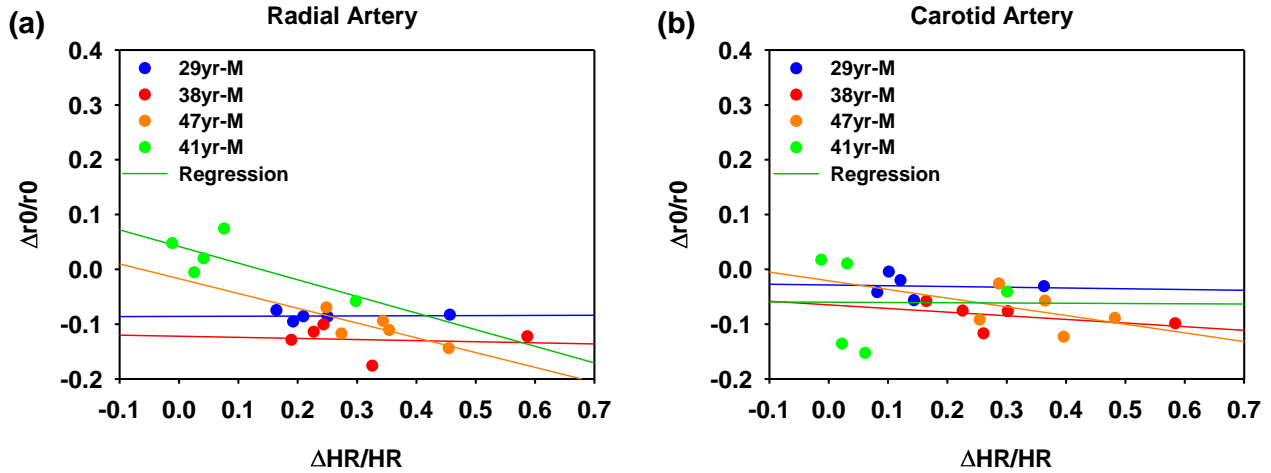 (a)
Radial Artery
0.4
0.3
0.2
0.1
0.0
-0.1
-0.2
Δr0/r0
29yr-M
38yr-M
47yr-M
41yr-M
Regression
-0.1 0.0 0.1 0.2 0.3 0.4 0.5 0.6 0.7
ΔHR/HR
(b)
Carotid Artery
0.4
0.3
0.2
0.1
0.0
-0.1
-0.2
Δr0/r0
29yr-M
38yr-M
47yr-M
41yr-M
Regression
-0.1 0.0 0.1 0.2 0.3 0.4 0.5 0.6 0.7
ΔHR/HR